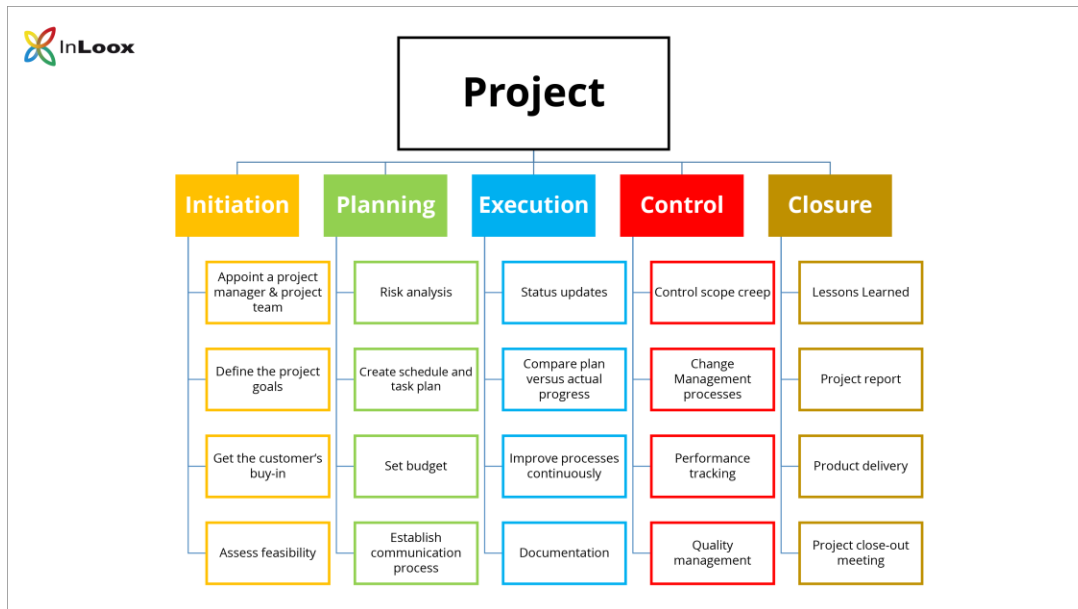 InLoox
Project
Initiation
Planning
Execution
Control
Closure
Appoint a project
manager & project
team
Define the project
goals
Get the customer's
buy-in
Assess feasibility
Risk analysis
Create schedule and
task plan
Set budget
Establish
communication
process
Status updates
Compare plan
versus actual
progress
Improve processes
continuously
Documentation
Control scope creep
Change
Management
processes
Performance
tracking
Quality
management
Lessons Learned
Project report
Product delivery
Project close-out
meeting